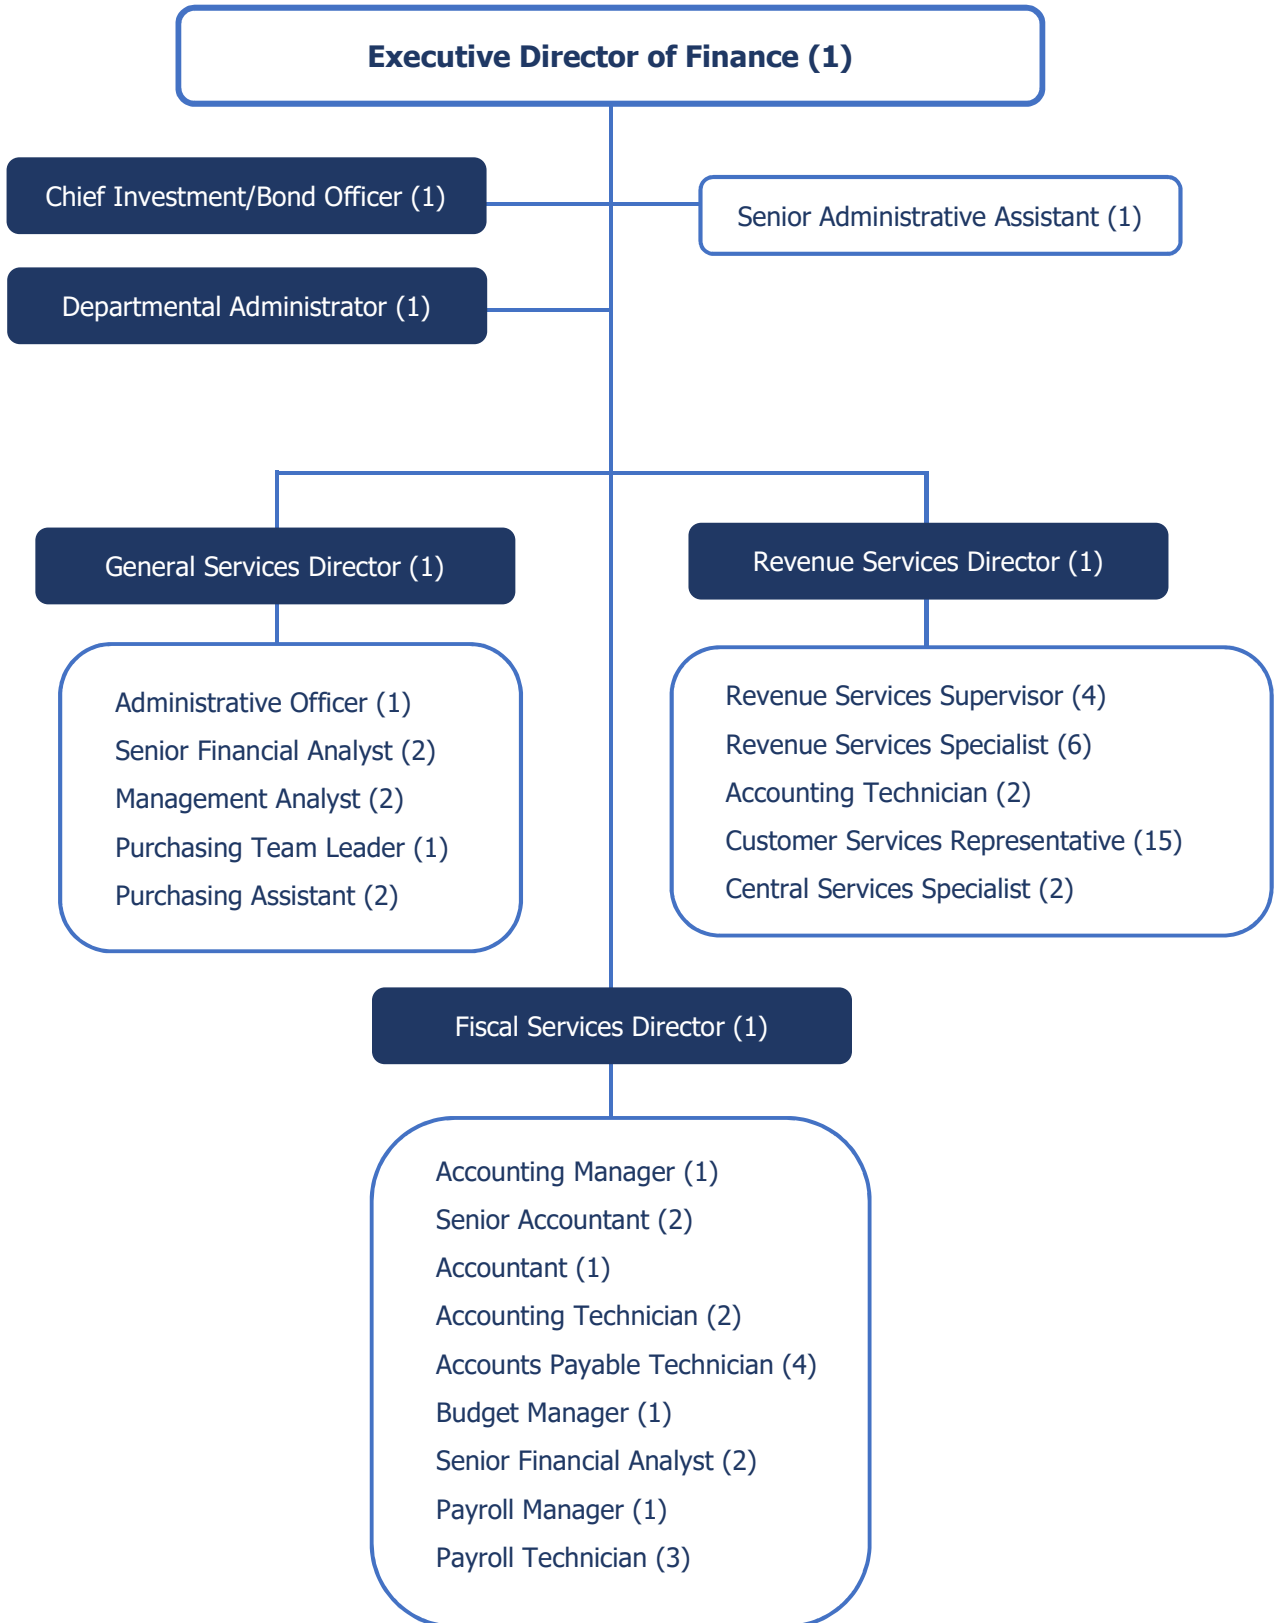 Executive Director of Finance (1)
Chief Investment/Bond Officer (1)
Senior Administrative Assistant (1)
Departmental Administrator (1)
General Services Director (1)
Administrative Officer (1)
Senior Financial Analyst (2)
Management Analyst (2)
Purchasing Team Leader (1)
Purchasing Assistant (2)
Revenue Services Director (1)
Revenue Services Supervisor (4)
Revenue Services Specialist (6)
Accounting Technician (2)
Customer Services Representative (15)
Central Services Specialist (2)
Fiscal Services Director (1)
Accounting Manager (1)
Senior Accountant (2)
Accountant (1)
Accounting Technician (2)
Accounts Payable Technician (4)
Budget Manager (1)
Senior Financial Analyst (2)
Payroll Manager (1)
Payroll Technician (3)